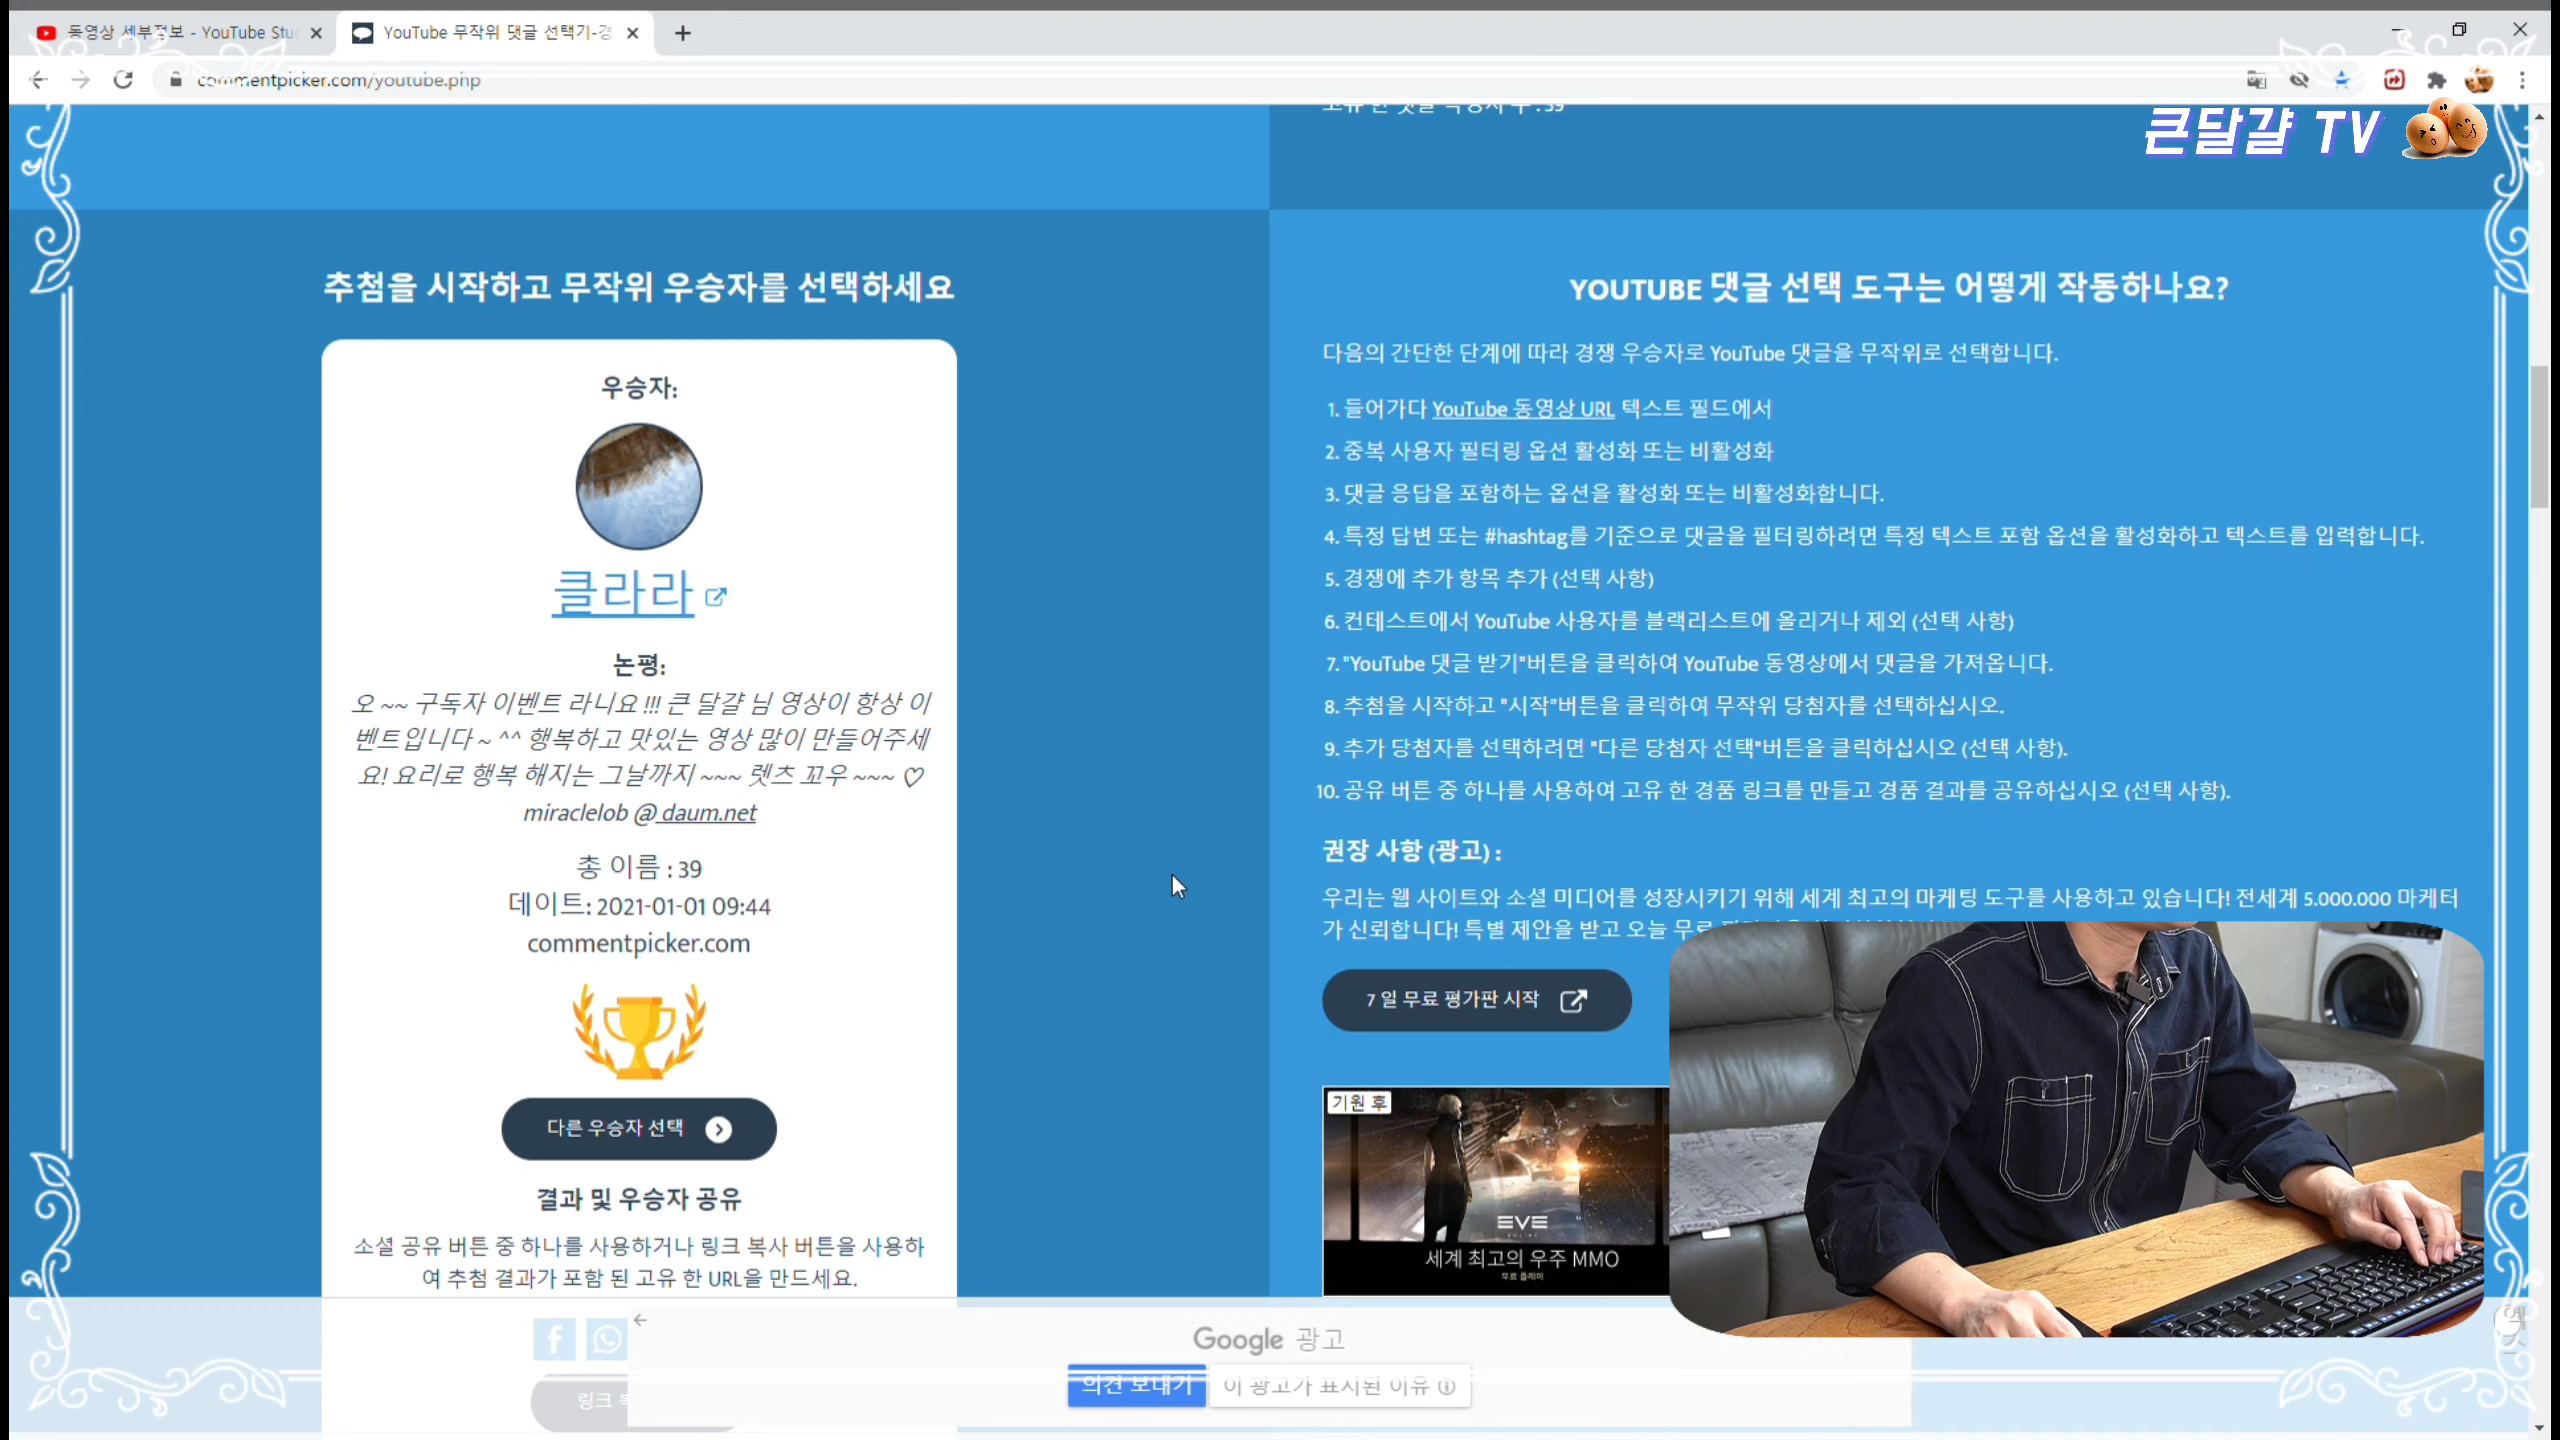 동영상 세부정보 - YouTube Stu
YouTube 무작위 댓글 선택기-경
commentpicker.com/youtube.php
큰달걀 TV
추첨을 시작하고 무작위 우승자를 선택하세요
우승자:
클라라
논평:
오 ~~ 구독자 이벤트 라니요 !!! 큰 달걀 님 영상이 항상 이
벤트입니다 ~ ^^ 행복하고 맛있는 영상 많이 만들어주세
요! 요리로 행복 해지는 그날까지 ~~~ 렛츠 꼬우 ~~~ ♡
miraclelob @ daum.net
총 이름 : 39
데이트: 2021-01-01 09:44
commentpicker.com
다른 우승자 선택
결과 및 우승자 공유
소셜 공유 버튼 중 하나를 사용하거나 링크 복사 버튼을 사용하
여 추첨 결과가 포함 된 고유 한 URL을 만드세요.
링크
YOUTUBE 댓글 선택 도구는 어떻게 작동하나요?
다음의 간단한 단계에 따라 경쟁 우승자로 YouTube 댓글을 무작위로 선택합니다.
1. 들어가다 YouTube 동영상 URL 텍스트 필드에서
2. 중복 사용자 필터링 옵션 활성화 또는 비활성화
3. 댓글 응답을 포함하는 옵션을 활성화 또는 비활성화합니다.
4. 특정 답변 또는 #hashtag를 기준으로 댓글을 필터링하려면 특정 텍스트 포함 옵션을 활성화하고 텍스트를 입력합니다.
5. 경쟁에 추가 항목 추가 (선택 사항)
6. 컨테스트에서 YouTube 사용자를 블랙리스트에 올리거나 제외 (선택 사항)
7. "YouTube 댓글 받기"버튼을 클릭하여 YouTube 동영상에서 댓글을 가져옵니다.
8. 추첨을 시작하고 "시작"버튼을 클릭하여 무작위 당첨자를 선택하십시오.
9. 추가 당첨자를 선택하려면 "다른 당첨자 선택"버튼을 클릭하십시오 (선택 사항).
10. 공유 버튼 중 하나를 사용하여 고유 한 경품 링크를 만들고 경품 결과를 공유하십시오 (선택 사항).
권장 사항 (광고) :
우리는 웹 사이트와 소셜 미디어를 성장시키기 위해 세계 최고의 마케팅 도구를 사용하고 있습니다! 전세계 5.000.000 마케터
가 신뢰합니다! 특별 제안을 받고 오늘 무료
7 일 무료 평가판 시작
기원 후
EVE
세계 최고의 우주 MMO
무료 플레이
Google 광고
의견 보내기
이 광고가 표시된 이유